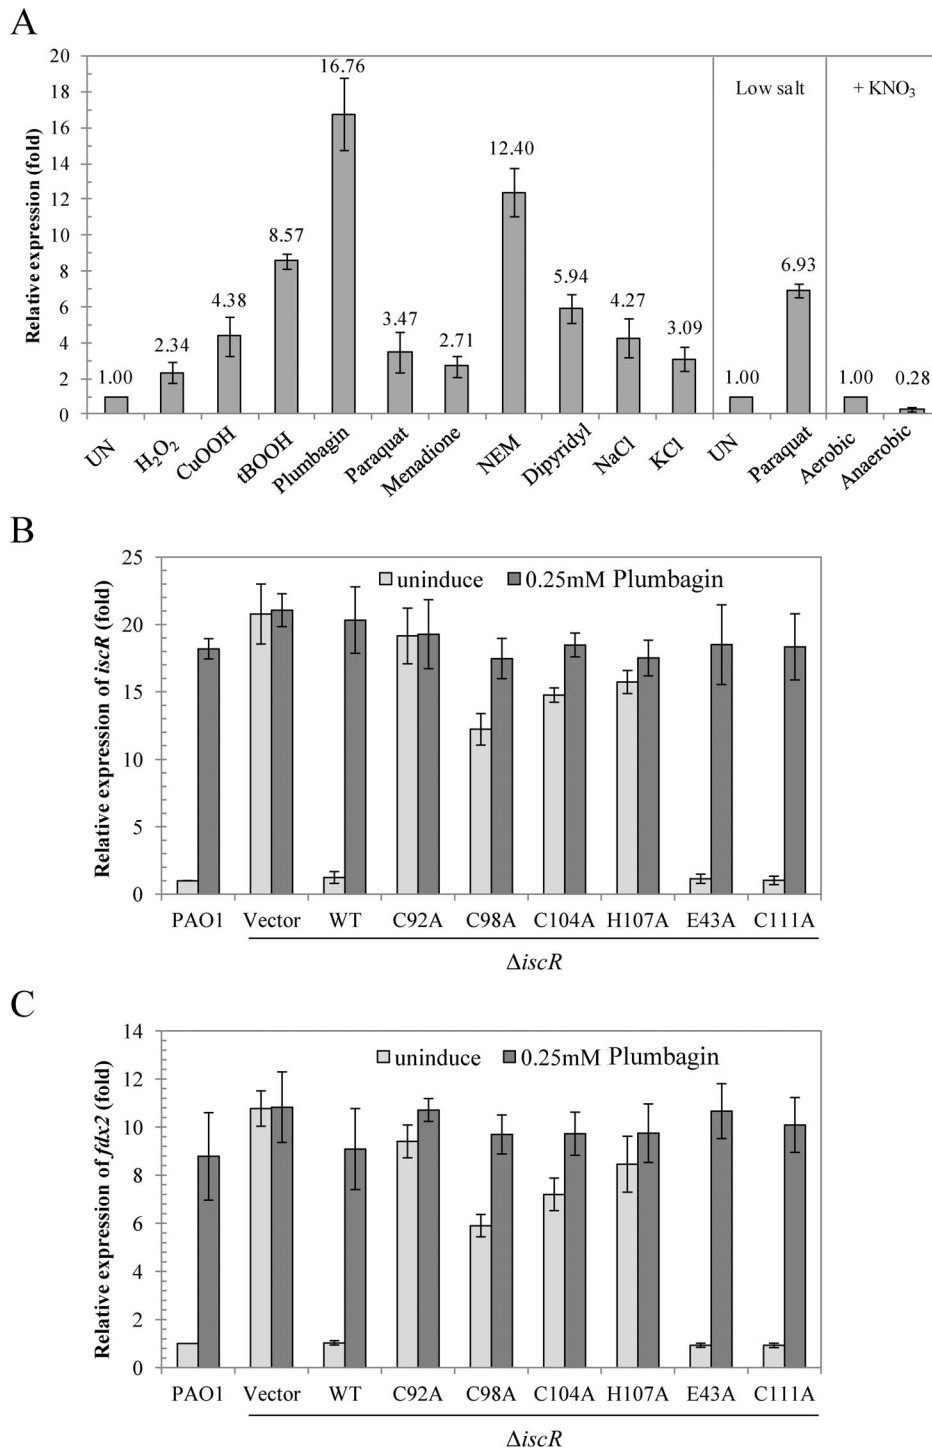 A
Relative expression (fold)
20
18
16
14
12
10
8
6
4
2
0
1.00
2.34
4.38
8.57
16.76
3.47
2.71
12.40
5.94
4.27
3.09
Low salt
1.00
6.93
+ KNO₃
1.00
0.28
UN
H₂O₂
CuOOH
tBOOH
Plumbagin
Paraquat
Menadione
NEM
Dipyridyl
NaCl
KCl
UN
Paraquat
Aerobic
Anaerobic
B
Relative expression of iscR (fold)
25
20
15
10
5
0
uninduce 0.25mM Plumbagin
PAO1 Vector WT C92A C98A C104A H107A E43A C111A
ΔiscR
C
Relative expression of fdx2 (fold)
14
12
10
8
6
4
2
0
uninduce 0.25mM Plumbagin
PAO1 Vector WT C92A C98A C104A H107A E43A C111A
ΔiscR